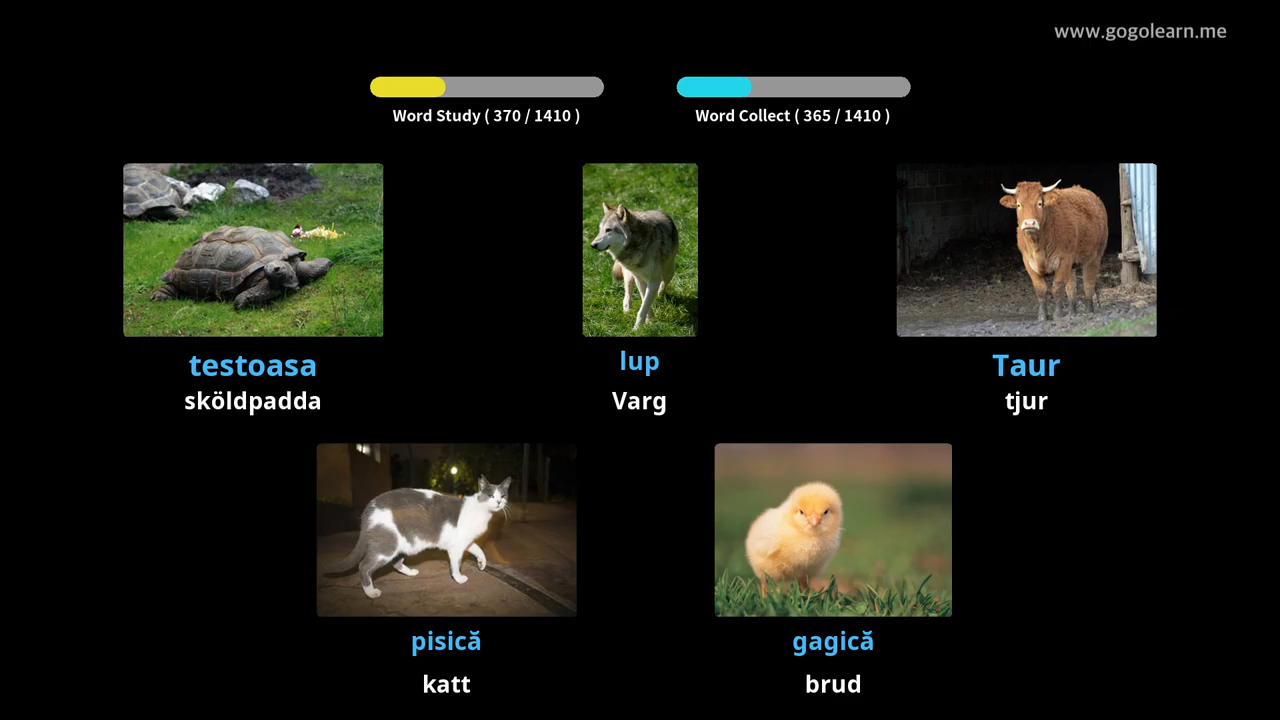 www.gogolearn.me
Word Study ( 370 / 1410 )
Word Collect ( 365 / 1410 )
testoasa
sköldpadda
lup
Varg
Taur
tjur
pisică
katt
gagică
brud